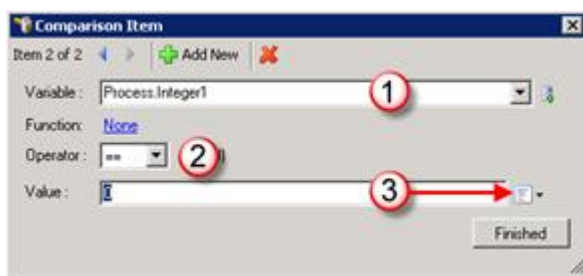 Comparison Item
Item 2 of 2 Add New
Variable : Process.Integer1 1
Function: None
Operator : == 2
Value : 0 3
Finished